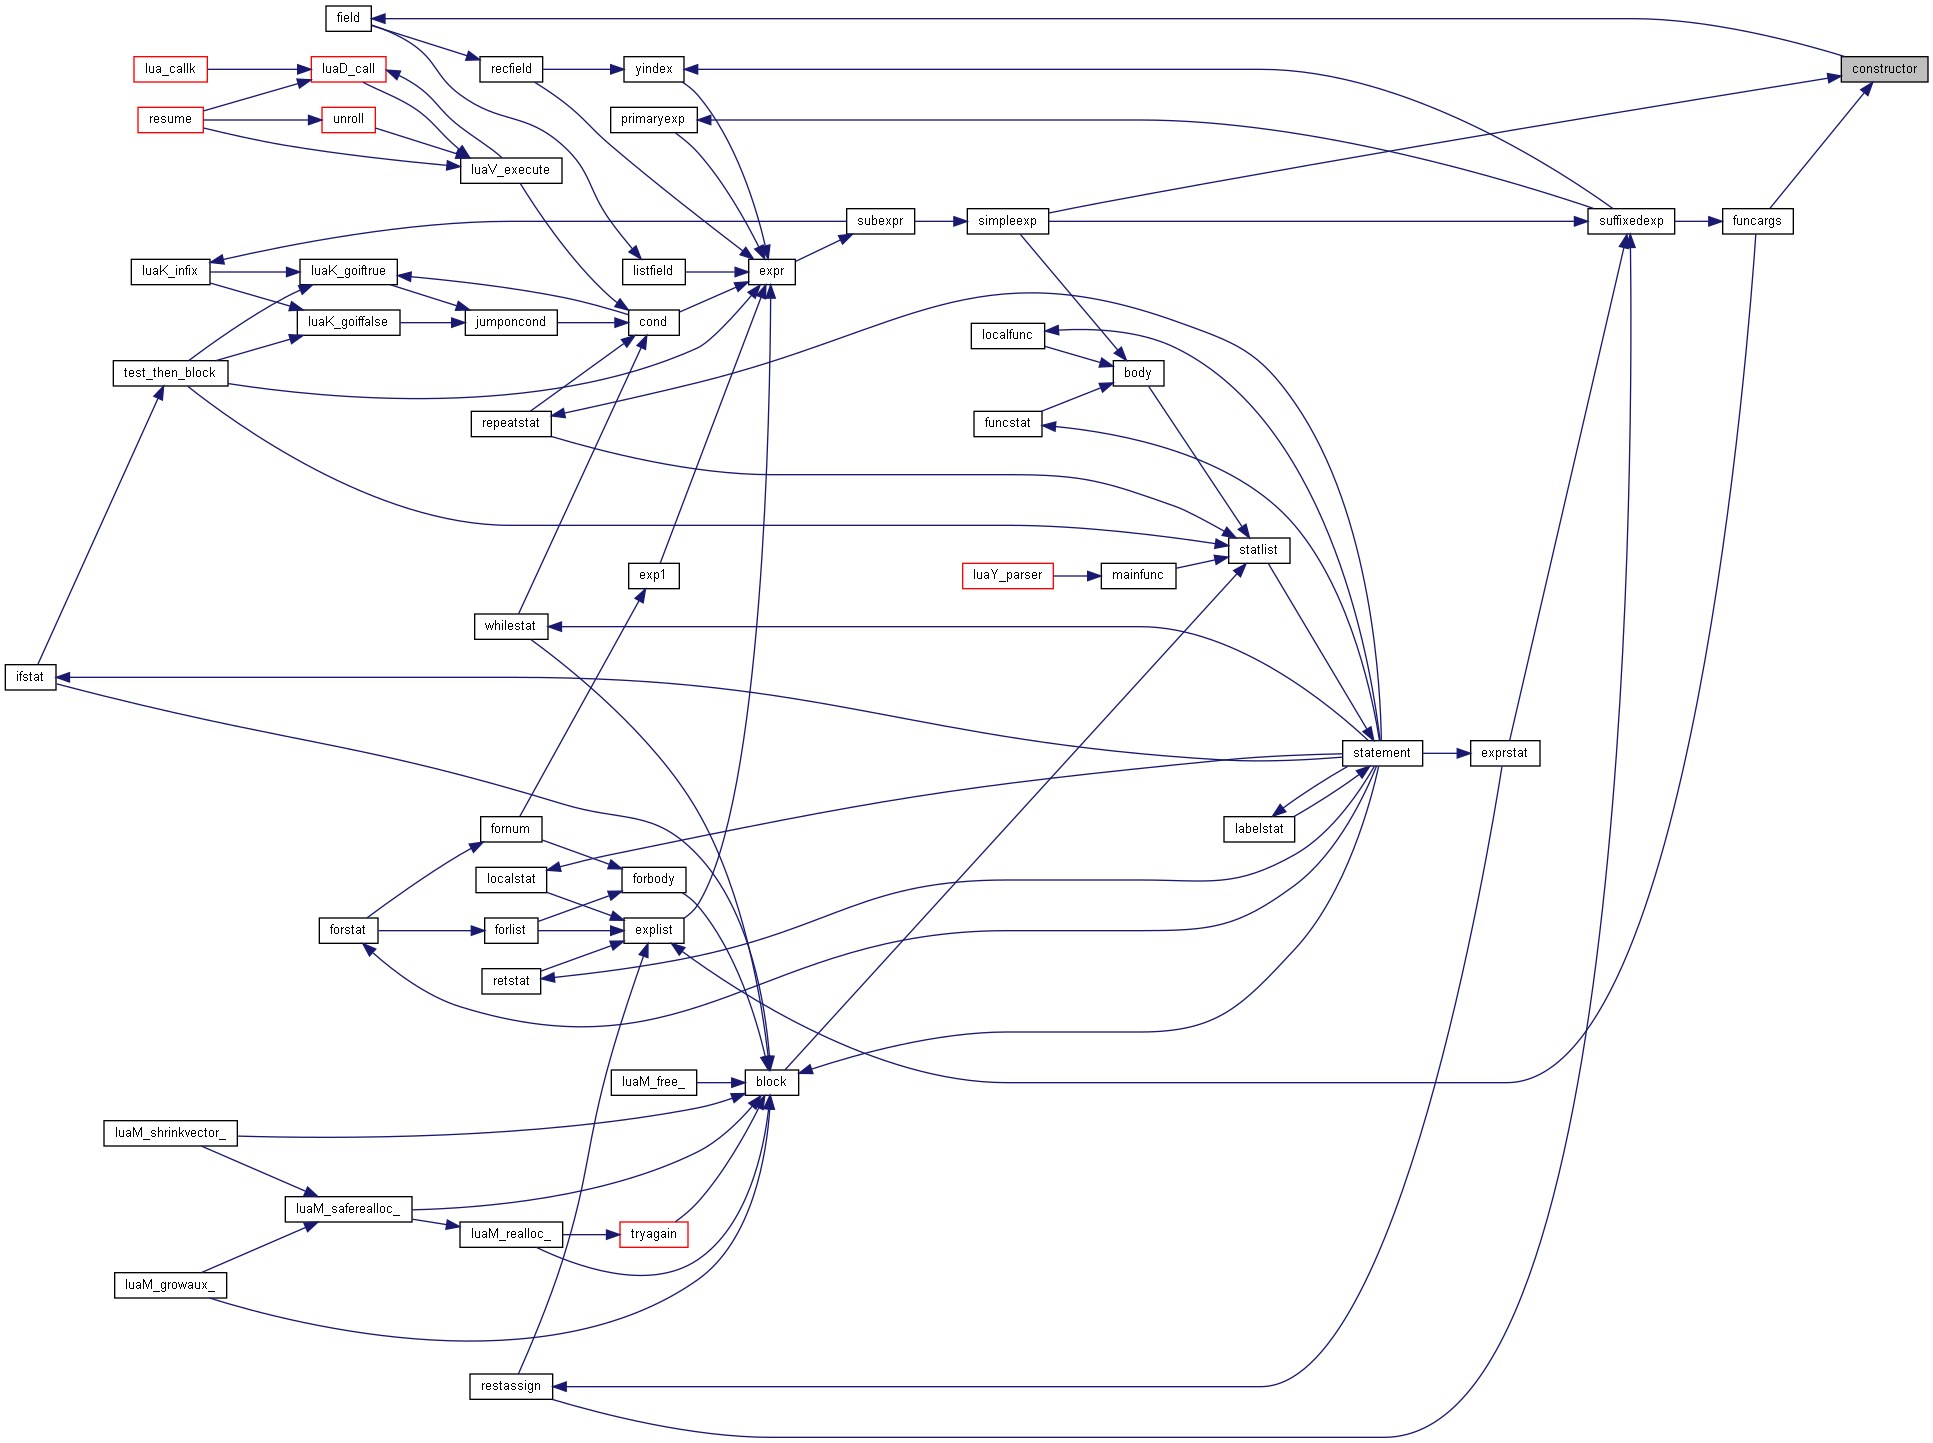 field
constructor
lua_callk
luaD_call
recfield
yindex
resume
unroll
primaryexp
luaV_execute
subexpr
simpleexp
suffixedexp
funcargs
luaK_infix
luaK_goiftrue
listfield
expr
luaK_goiffalse
jumponcond
cond
localfunc
test_then_block
body
repeatstat
funcstat
statlist
luaY_parser
mainfunc
exp1
whilestat
ifstat
statement
exprstat
fornum
labelstat
localstat
forbody
forstat
forlist
explist
retstat
luaM_free_
block
luaM_shrinkvector_
luaM_saferealloc_
luaM_realloc_
tryagain
luaM_growaux_
restassign